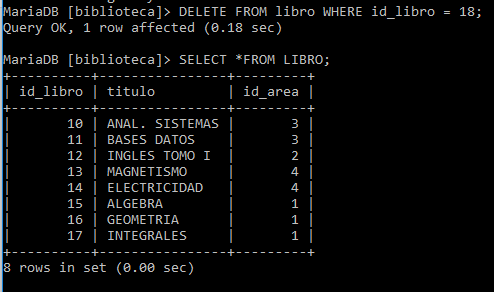 MariaDB [biblioteca]> DELETE FROM libro WHERE id_libro = 18;
Query OK, 1 row affected (0.18 sec)
MariaDB [biblioteca]> SELECT *FROM LIBRO;
+----------+----------------+---------+
| id_libro | titulo         | id_area |
+----------+----------------+---------+
|       10 | ANAL. SISTEMAS |       3 |
|       11 | BASES DATOS    |       3 |
|       12 | INGLES TOMO I  |       2 |
|       13 | MAGNETISMO     |       4 |
|       14 | ELECTRICIDAD   |       4 |
|       15 | ALGEBRA        |       1 |
|       16 | GEOMETRIA      |       1 |
|       17 | INTEGRALES     |       1 |
+----------+----------------+---------+
8 rows in set (0.00 sec)